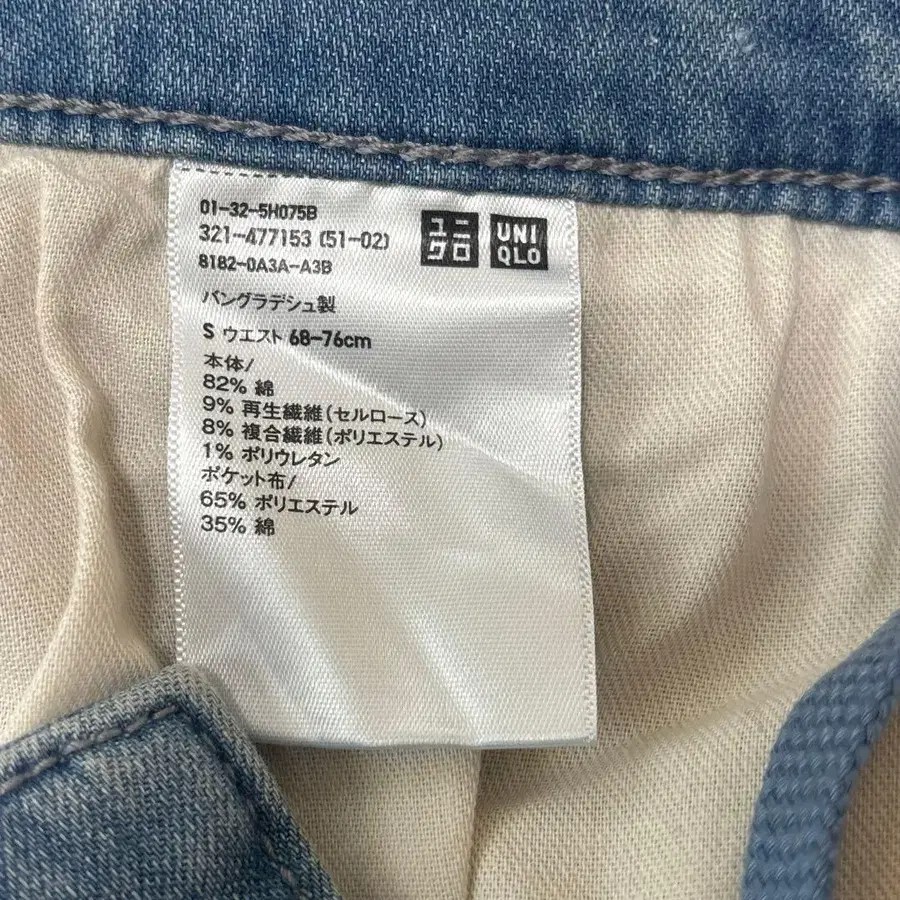 01-32-5H075B
321-477153 (51-02)
8182-0A3A-A3B
ユニ
クロ
UNI
QLO
バングラデシュ製
S ウエスト 68-76cm
本体/
82% 綿
9% 再生繊維(セルロース)
8% 複合繊維(ポリエステル)
1% ポリウレタン
ポケット布/
65% ポリエステル
35% 綿